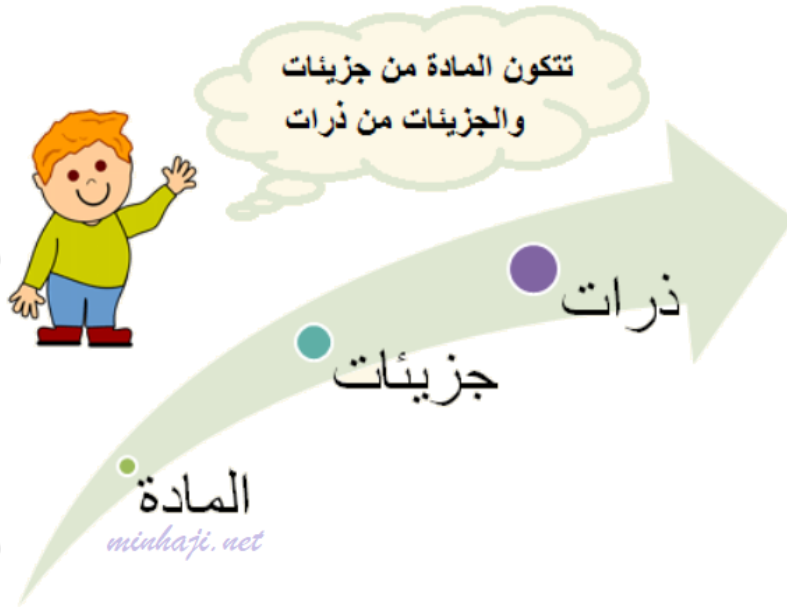 تتكون المادة من جزيئات
والجزيئات من ذرات
ذرات
جزيئات
المادة
minhaji.net